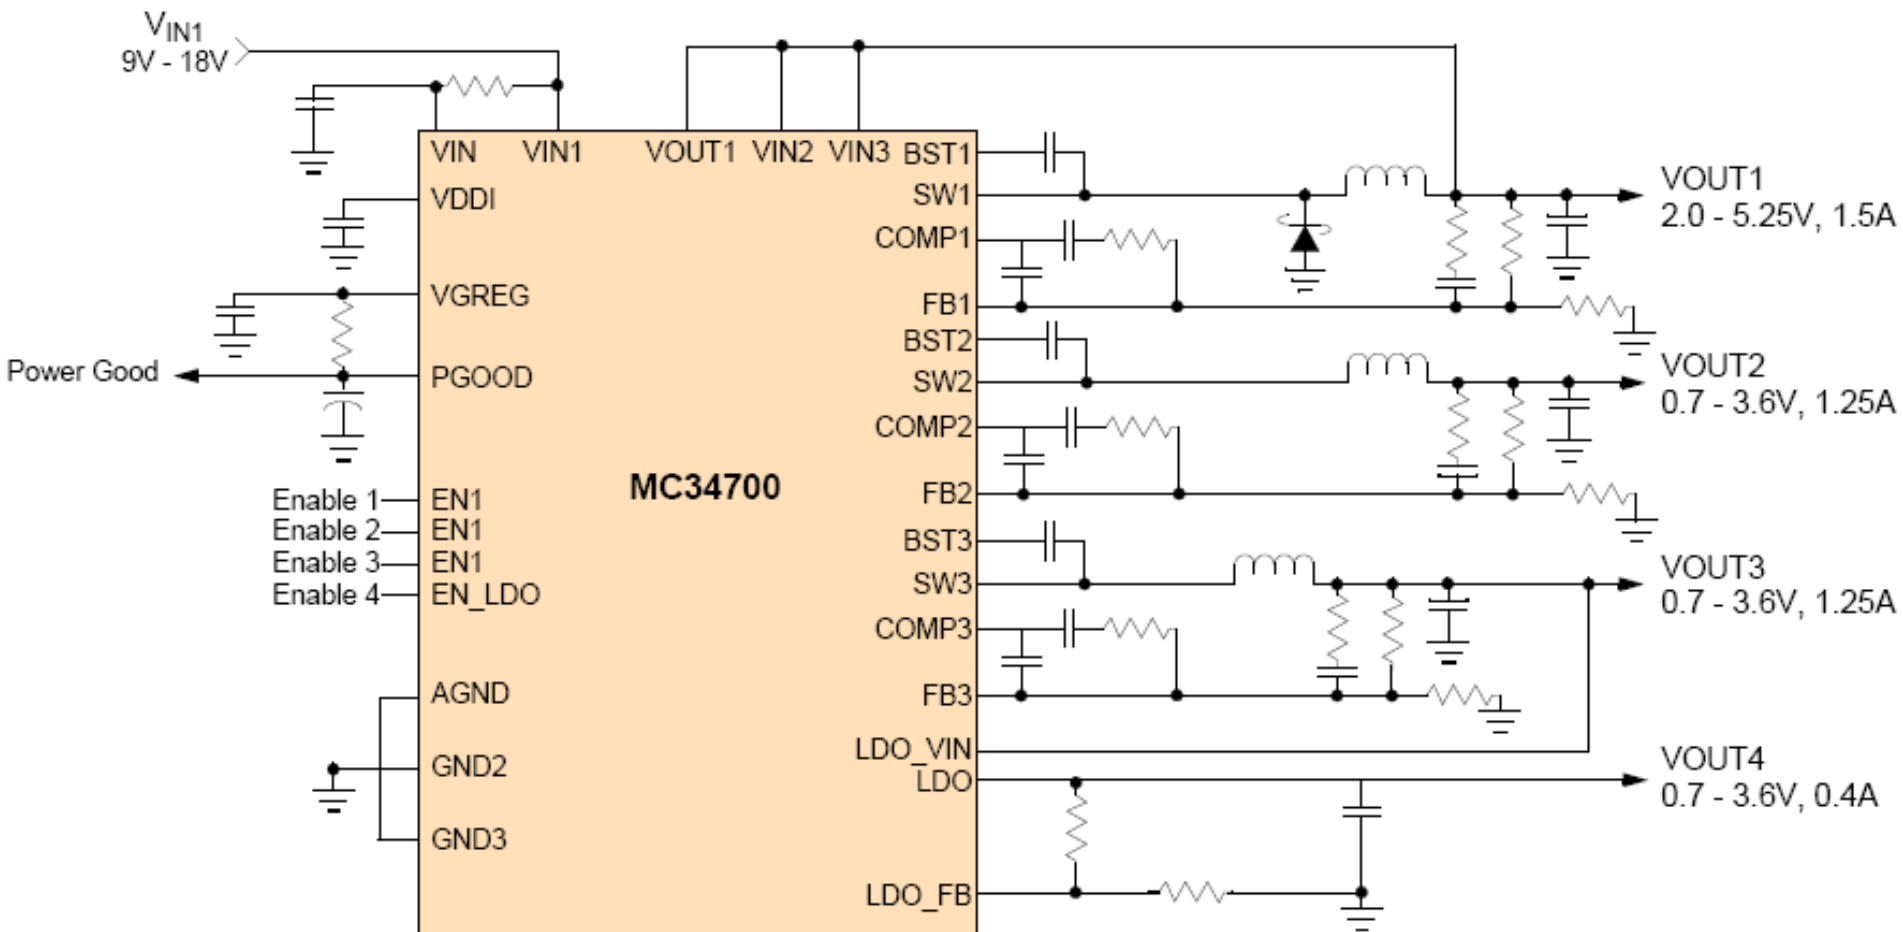 VIN1
9V - 18V
VIN VIN1 VOUT1 VIN2 VIN3
VDDI
VGREG
Power Good
PGOOD
Enable 1 EN1
Enable 2 EN1
Enable 3 EN1
Enable 4 EN_LDO
AGND
GND2
GND3
MC34700
BST1
SW1
COMP1
FB1
BST2
SW2
COMP2
FB2
BST3
SW3
COMP3
FB3
LDO_VIN
LDO
LDO_FB
VOUT1
2.0 - 5.25V, 1.5A
VOUT2
0.7 - 3.6V, 1.25A
VOUT3
0.7 - 3.6V, 1.25A
VOUT4
0.7 - 3.6V, 0.4A